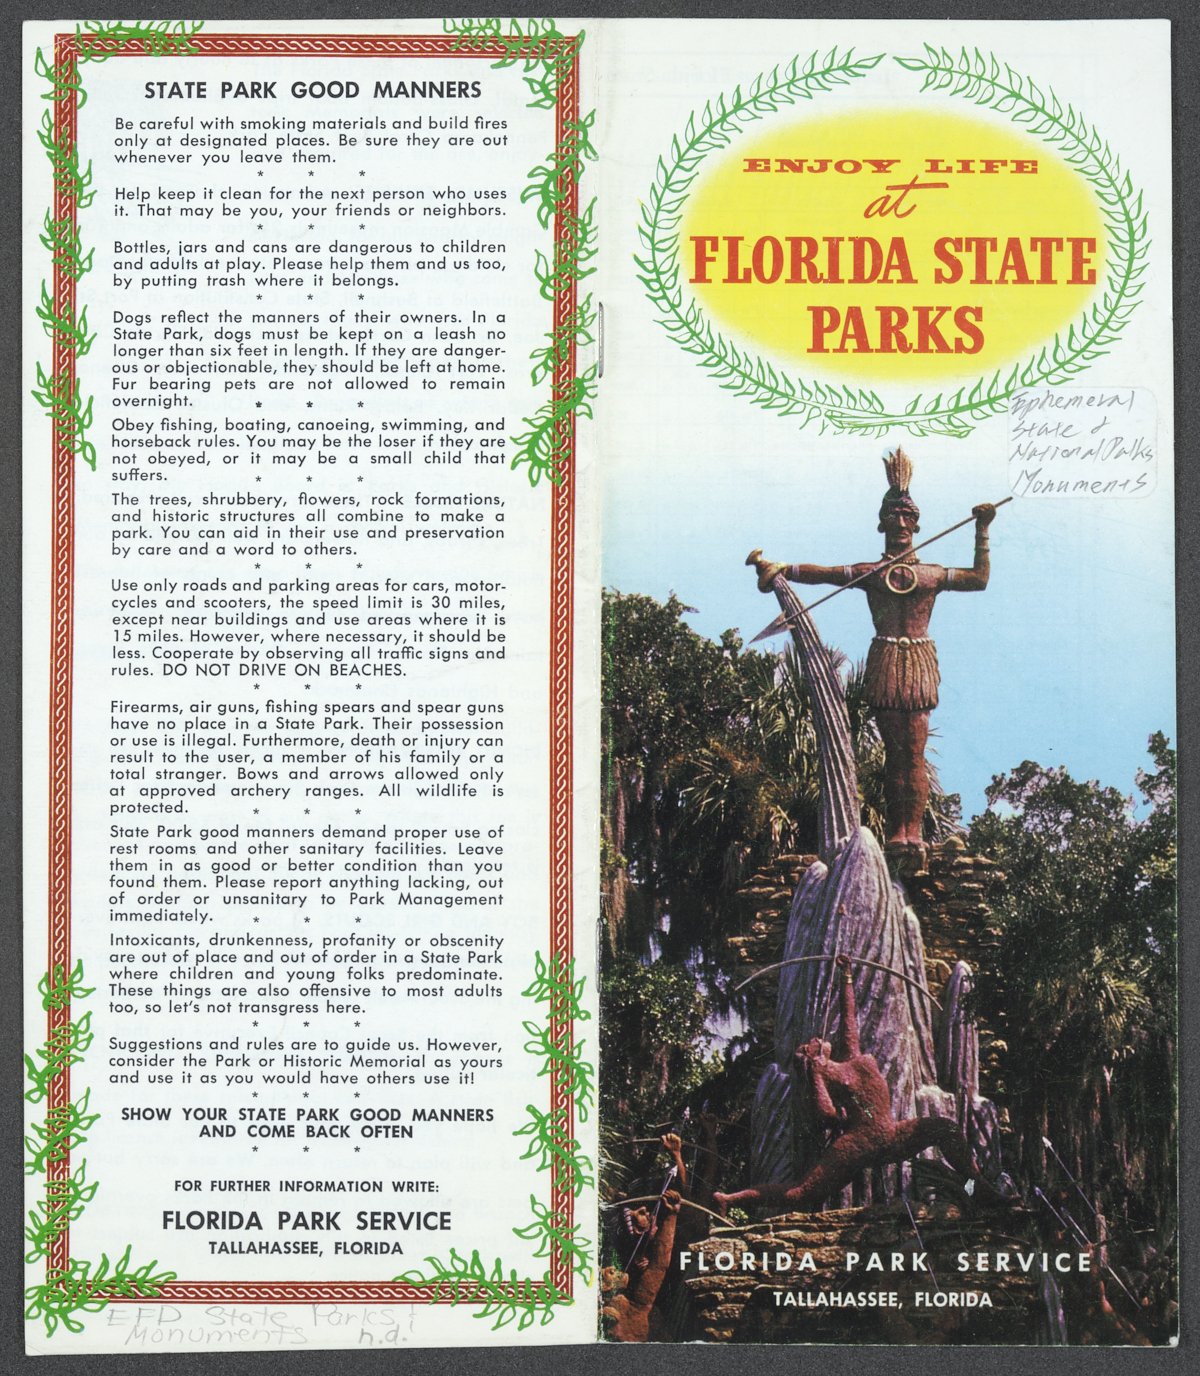 STATE PARK GOOD MANNERS
Be careful with smoking materials and build fires
only at designated places. Be sure they are out
whenever you leave them.
* * *
Help keep it clean for the next person who uses
it. That may be you, your friends or neighbors.
* * *
Bottles, jars and cans are dangerous to children
and adults at play. Please help them and us too,
by putting trash where it belongs.
* * *
Dogs reflect the manners of their owners. In a
State Park, dogs must be kept on a leash no
longer than six feet in length. If they are danger-
ous or objectionable, they should be left at home.
Fur bearing pets are not allowed to remain
overnight. * * *
Obey fishing, boating, canoeing, swimming, and
horseback rules. You may be the loser if they are
not obeyed, or it may be a small child that
suffers. * * *
The trees, shrubbery, flowers, rock formations,
and historic structures all combine to make a
park. You can aid in their use and preservation
by care and a word to others.
* * *
Use only roads and parking areas for cars, motor-
cycles and scooters, the speed limit is 30 miles,
except near buildings and use areas where it is
15 miles. However, where necessary, it should be
less. Cooperate by observing all traffic signs and
rules. DO NOT DRIVE ON BEACHES.
* * *
Firearms, air guns, fishing spears and spear guns
have no place in a State Park. Their possession
or use is illegal. Furthermore, death or injury can
result to the user, a member of his family or a
total stranger. Bows and arrows allowed only
at approved archery ranges. All wildlife is
protected. * * *
State Park good manners demand proper use of
rest rooms and other sanitary facilities. Leave
them in as good or better condition than you
found them. Please report anything lacking, out
of order or unsanitary to Park Management
immediately. * * *
Intoxicants, drunkenness, profanity or obscenity
are out of place and out of order in a State Park
where children and young folks predominate.
These things are also offensive to most adults
too, so let's not transgress here.
* * *
Suggestions and rules are to guide us. However,
consider the Park or Historic Memorial as yours
and use it as you would have others use it!
* * *
SHOW YOUR STATE PARK GOOD MANNERS
AND COME BACK OFTEN
* * *
FOR FURTHER INFORMATION WRITE:
FLORIDA PARK SERVICE
TALLAHASSEE, FLORIDA
EFD State Parks &
Monuments n.d.
ENJOY LIFE
at
FLORIDA STATE
PARKS
Ephemeral
State &
National Parks
Monuments
FLORIDA PARK SERVICE
TALLAHASSEE, FLORIDA